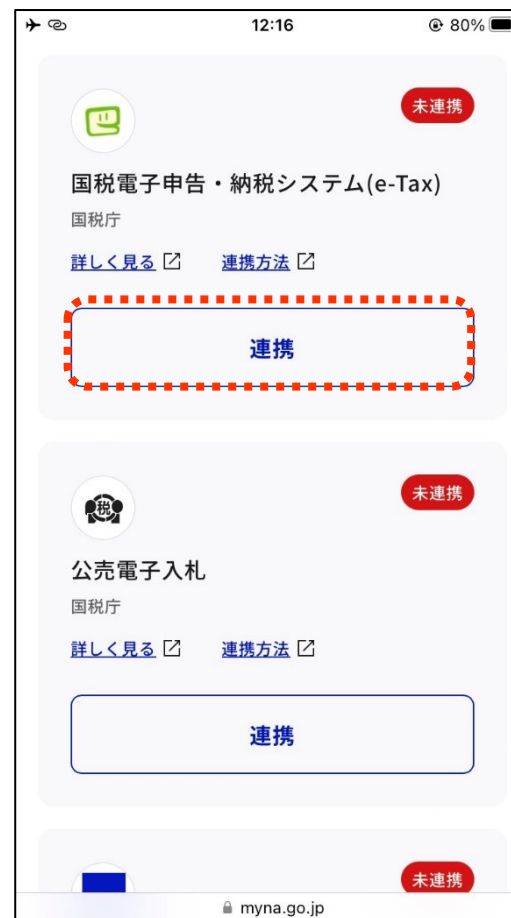 12:16
80%
未連携
国税電子申告・納税システム(e-Tax)
国税庁
詳しく見る 連携方法
連携
税
未連携
公売電子入札
国税庁
詳しく見る 連携方法
連携
未連携
myna.go.jp